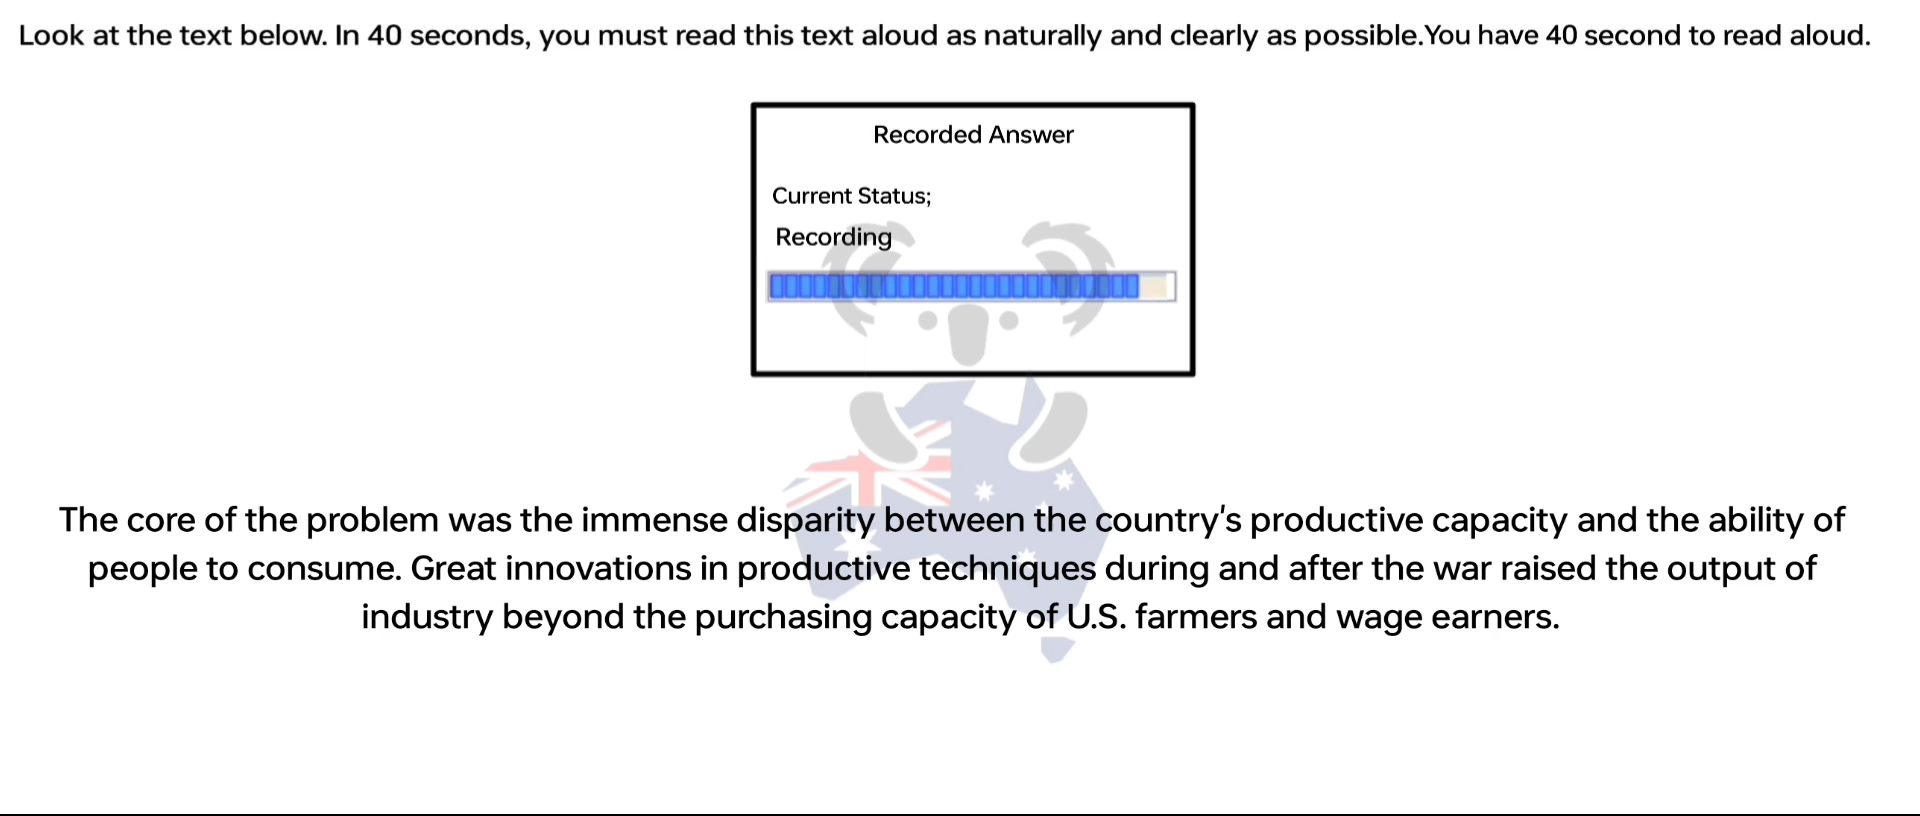 Look at the text below. In 40 seconds, you must read this text aloud as naturally and clearly as possible.You have 40 second to read aloud.
Recorded Answer
Current Status;
Recording
The core of the problem was the immense disparity between the country's productive capacity and the ability of
people to consume. Great innovations in productive techniques during and after the war raised the output of
industry beyond the purchasing capacity of U.S. farmers and wage earners.